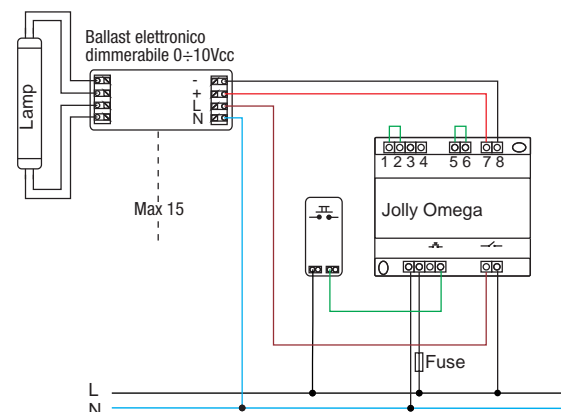 Ballast elettronico
dimmerabile 0÷10Vcc
Lamp
-
+
L
N
Max 15
1 2 3 4 5 6 7 8
Jolly Omega
Fuse
L
N